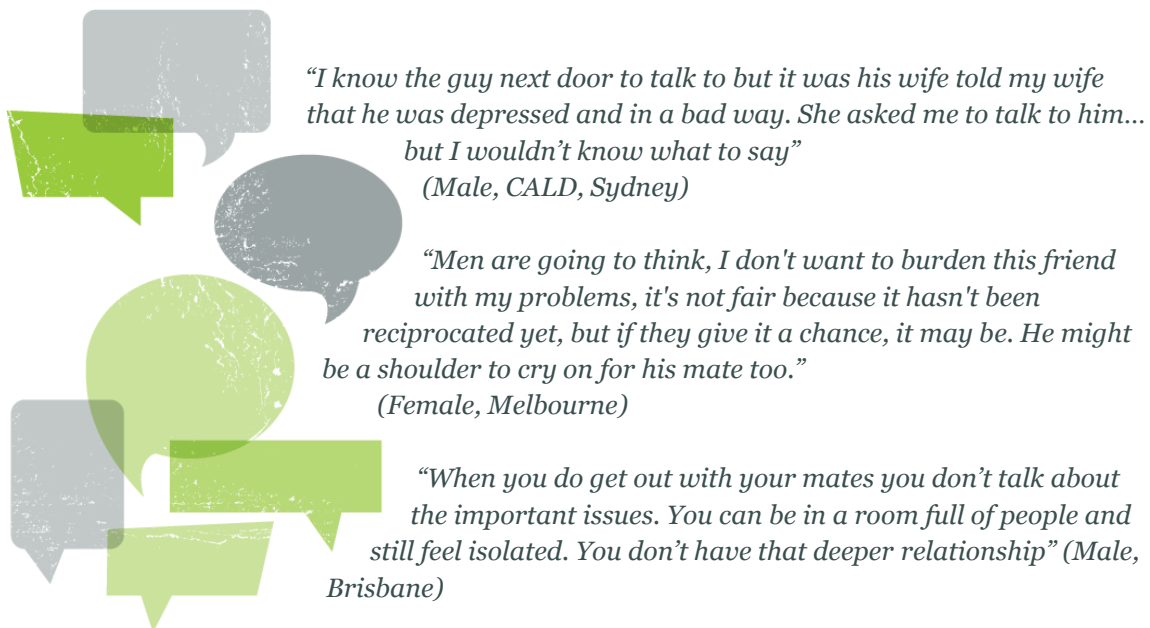 “I know the guy next door to talk to but it was his wife told my wife
that he was depressed and in a bad way. She asked me to talk to him…
but I wouldn’t know what to say”
(Male, CALD, Sydney)
“Men are going to think, I don't want to burden this friend
with my problems, it's not fair because it hasn't been
reciprocated yet, but if they give it a chance, it may be. He might
be a shoulder to cry on for his mate too.”
(Female, Melbourne)
“When you do get out with your mates you don’t talk about
the important issues. You can be in a room full of people and
still feel isolated. You don’t have that deeper relationship” (Male,
Brisbane)